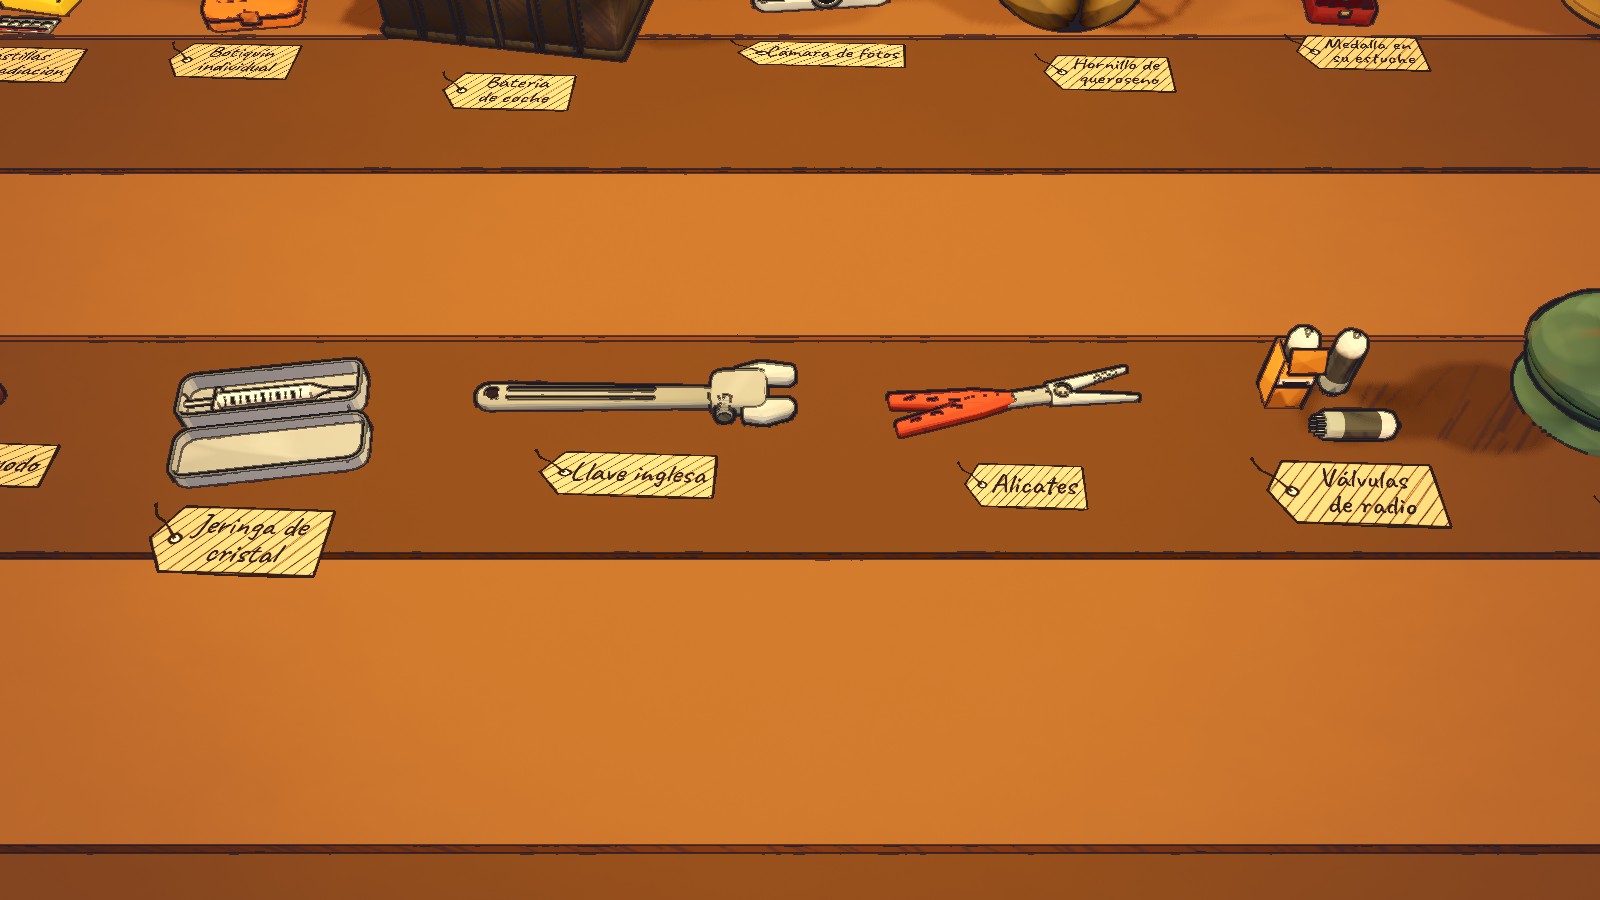 Botiquín
individual
Batería
de coche
Cámara de fotos
Hornillo de
queroseno
Medalla en
su estuche
Jeringa de
cristal
Llave inglesa
Alicates
Válvulas
de radio